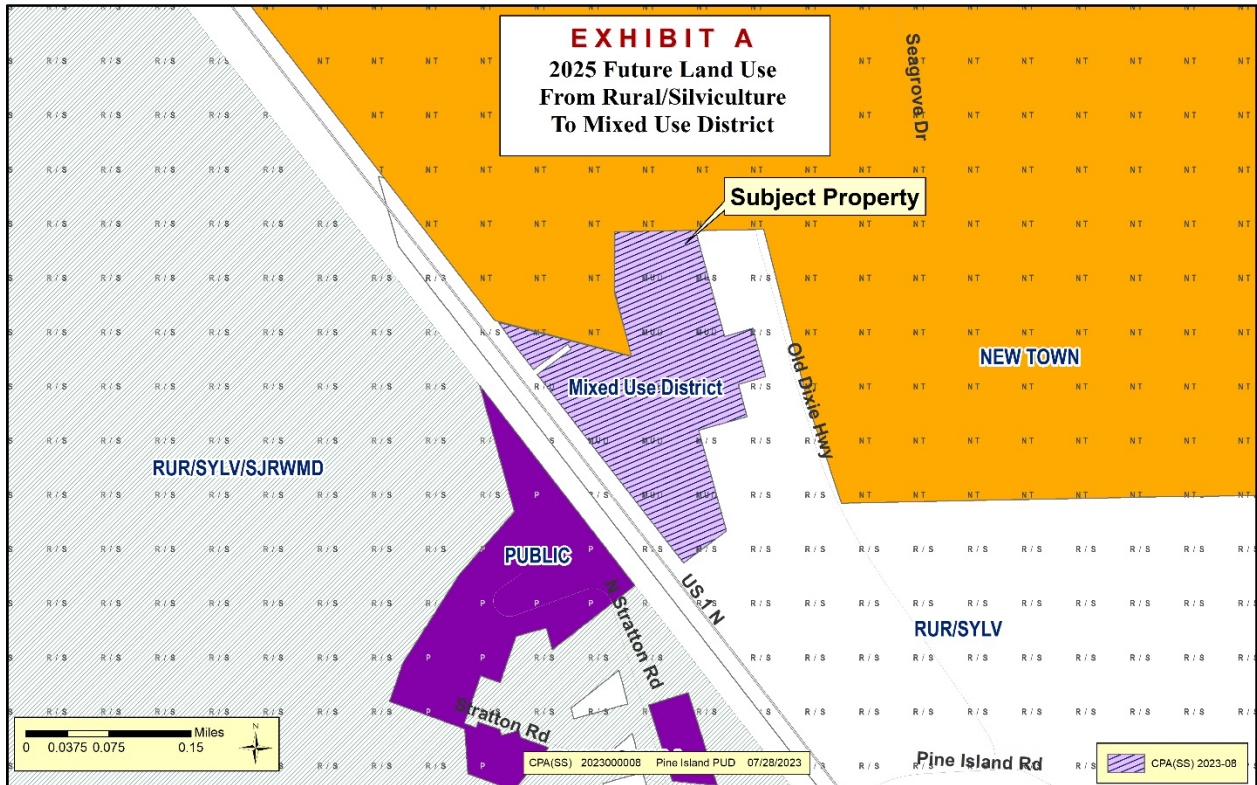 EXHIBIT A
2025 Future Land Use
From Rural/Silviculture
To Mixed Use District
Seagrove Dr
Subject Property
Old Dixie Hwy
NEW TOWN
Mixed Use District
RUR/SYLV/SJRWMD
PUBLIC
US 1 N
N Stratton Rd
RUR/SYLV
Stratton Rd
Miles
0 0.0375 0.075 0.15
N
CPA(SS) 2023000008 Pine Island PUD 07/28/2023
Pine Island Rd
CPA(SS) 2023-08
R/S
NT
MUD
P